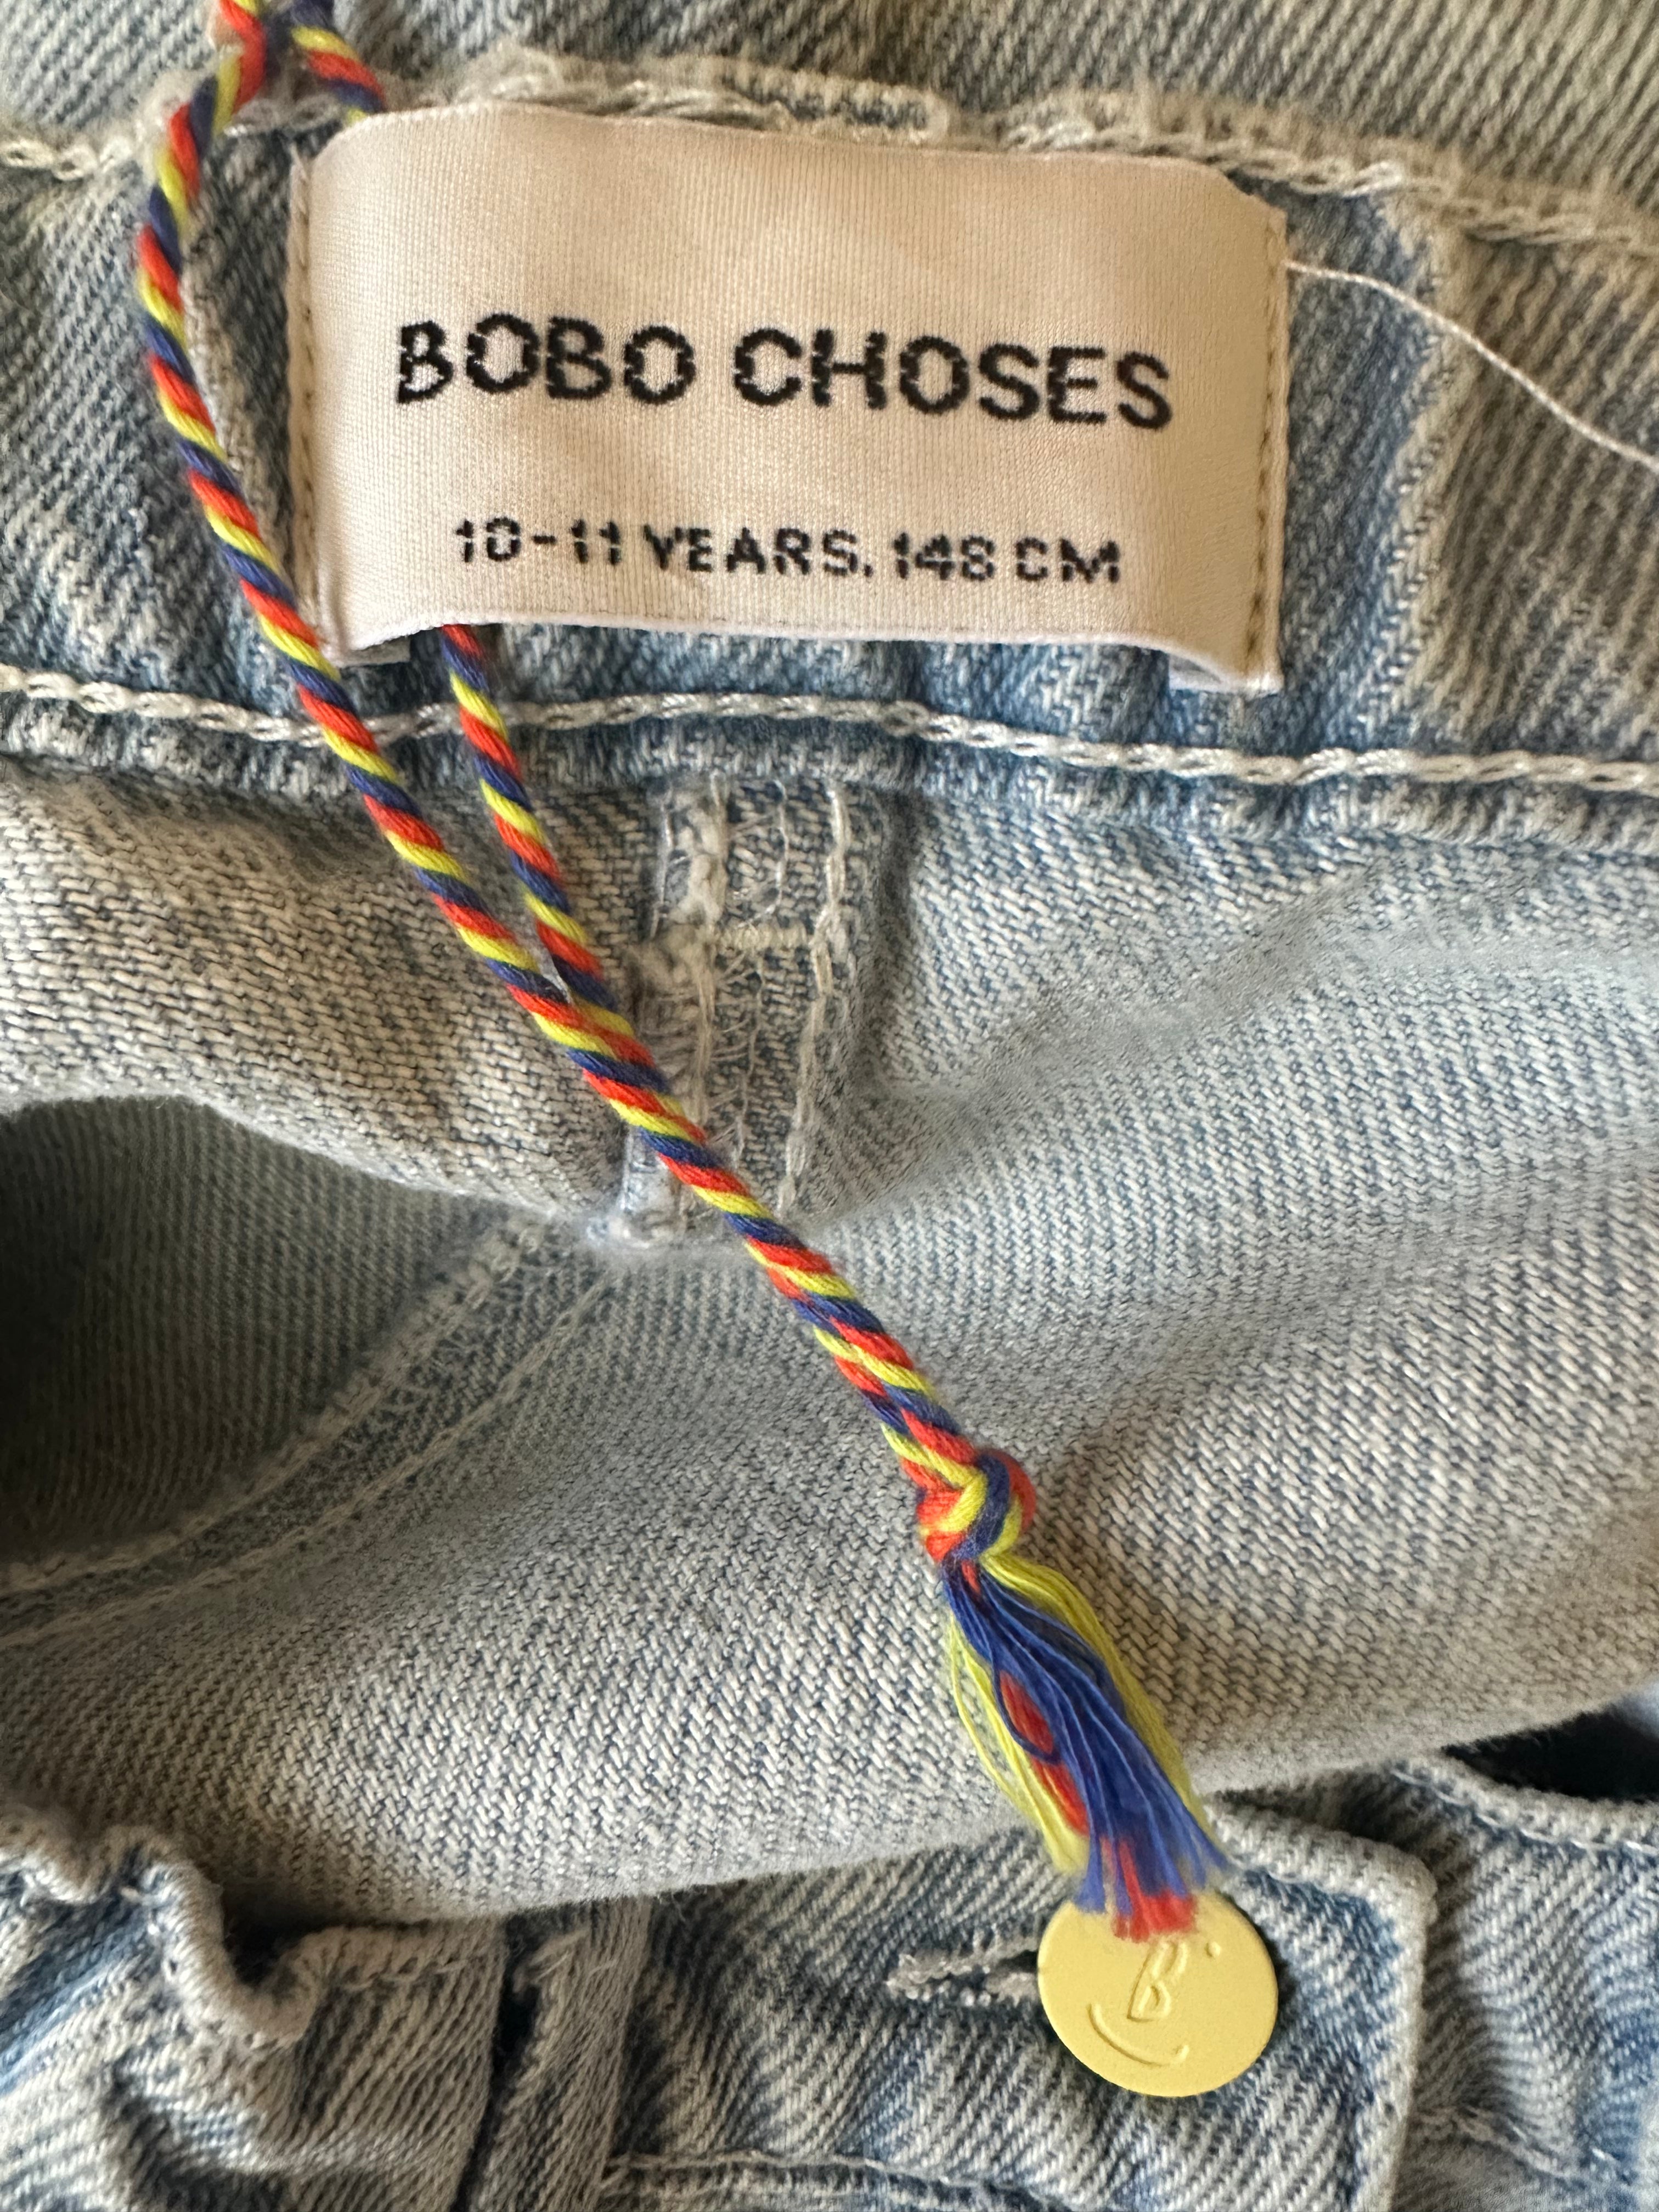 BOBO CHOSES
10-11 YEARS. 148 CM
B